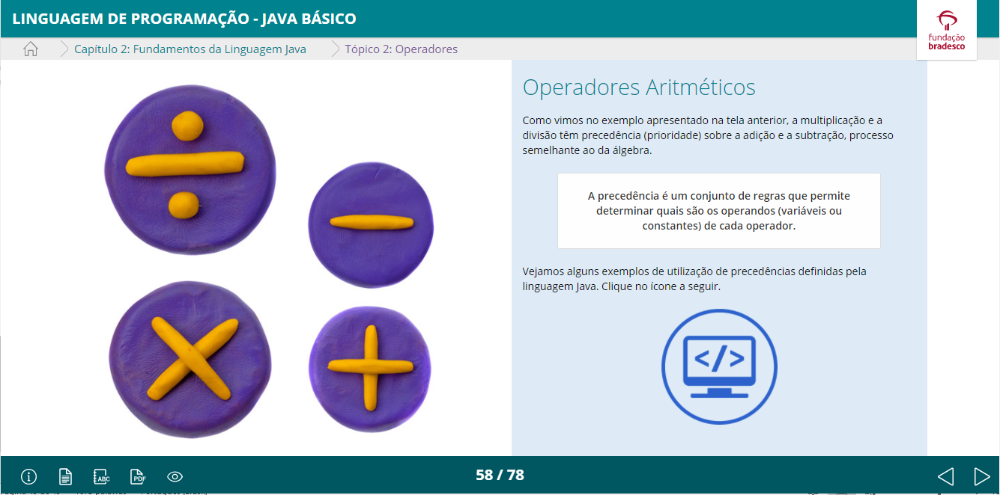 LINGUAGEM DE PROGRAMAÇÃO - JAVA BÁSICO
fundação
bradesco
Capítulo 2: Fundamentos da Linguagem Java
Tópico 2: Operadores
Operadores Aritméticos
Como vimos no exemplo apresentado na tela anterior, a multiplicação e a
divisão têm precedência (prioridade) sobre a adição e a subtração, processo
semelhante ao da álgebra.
A precedência é um conjunto de regras que permite
determinar quais são os operandos (variáveis ou
constantes) de cada operador.
Vejamos alguns exemplos de utilização de precedências definidas pela
linguagem Java. Clique no ícone a seguir.
</>
ABC
PDF
58 / 78